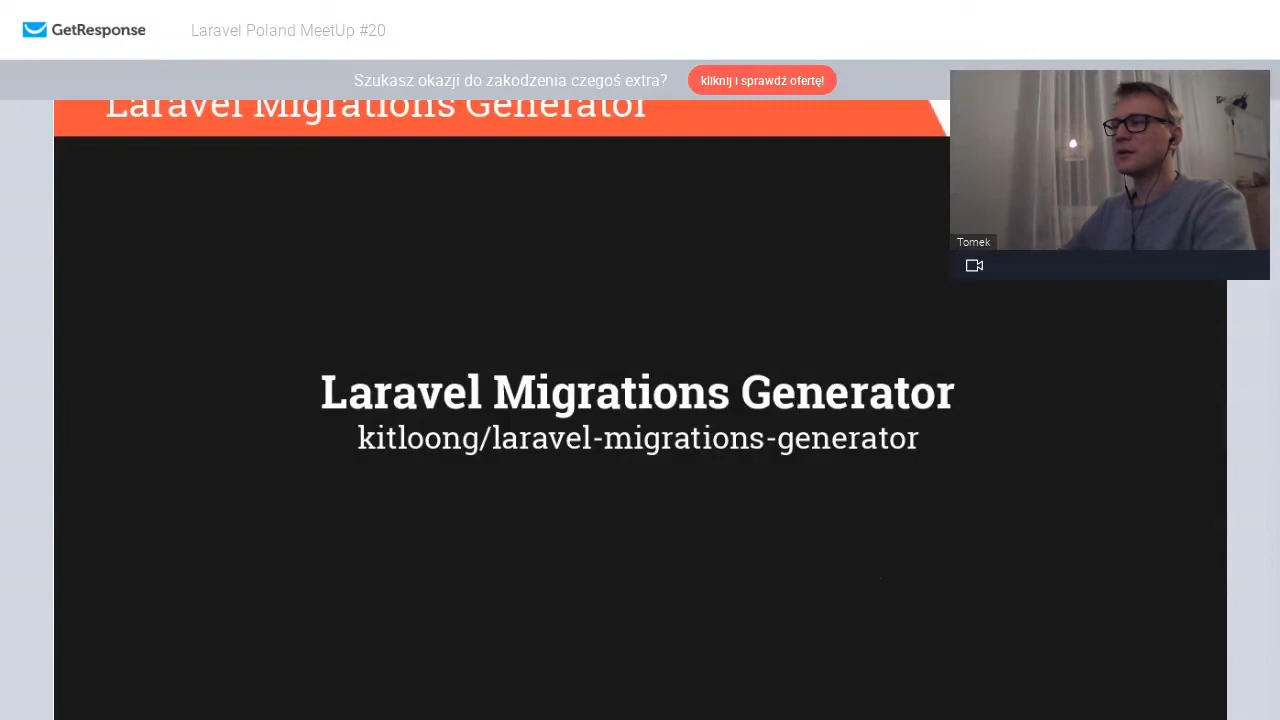 GetResponse
Laravel Poland MeetUp #20
Szukasz okazji do zakodzenia czegoś extra?
kliknij i sprawdź ofertę!
Laravel Migrations Generator
Tomek
Laravel Migrations Generator
kitloong/laravel-migrations-generator